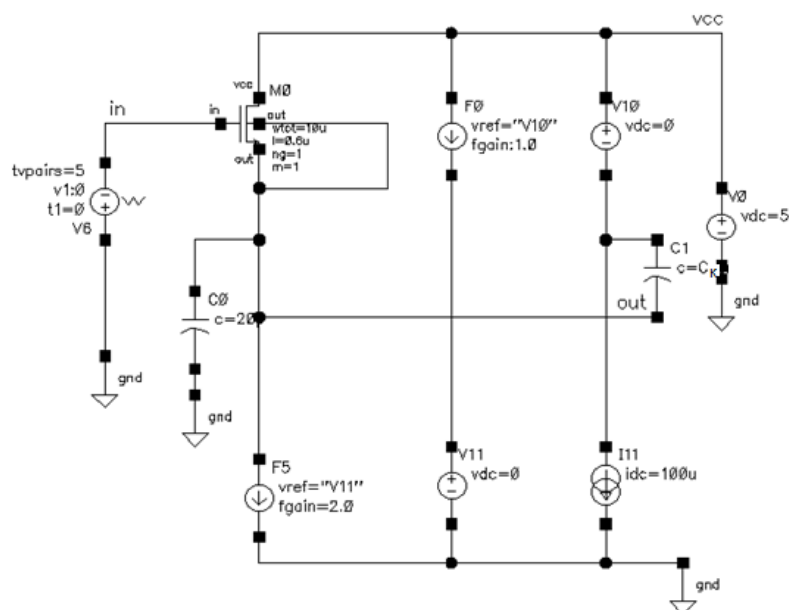 vcc
vcc
M0
in
in
out
wtot=10u
l=0.6u
ng=1
m=1
out
F0
vref="V10"
fgain:1.0
V10
vdc=0
tvpairs=5
v1:0
t1=0
V6
V0
vdc=5
C1
c=CK
out
gnd
C0
c=20
gnd
gnd
F5
vref="V11"
fgain=2.0
V11
vdc=0
I11
idc=100u
gnd